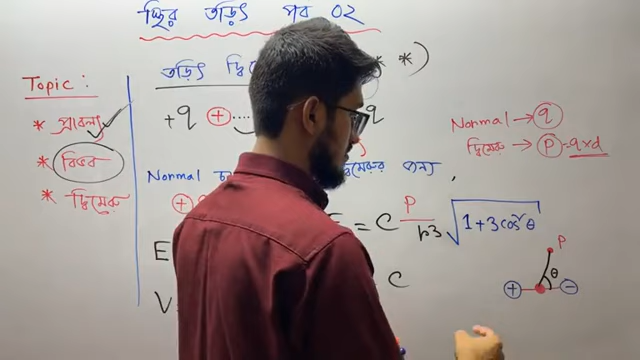 স্থির তড়িৎ পর্ব 02
তড়িৎ দ্বি
* *)
Topic :
* প্রাবল্য
* বিভব
* দ্বিমেরু
+q +
q
Normal → q
দ্বিমেরু → P = q×d
Normal
দ্বিমেরুর জন্য
+
E
= C P/r³ √1+3cos²θ
V
C
P
θ
+ −